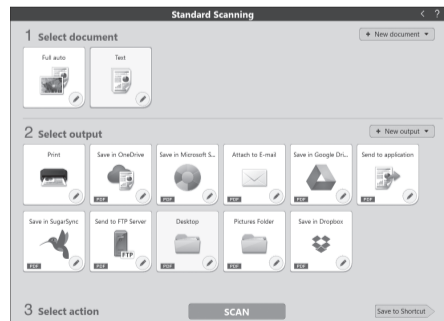 Standard Scanning
< ?
1 Select document
+ New document ▼
Full auto
Text
2 Select output
+ New output ▼
Print
Save in OneDrive
Save in Microsoft S...
Attach to E-mail
Save in Google Dri...
Send to application
PDF
PDF
PDF
PDF
PDF
Save in SugarSync
Send to FTP Server
Desktop
Pictures Folder
Save in Dropbox
FTP
PDF
PDF
PDF
PDF
PDF
3 Select action
SCAN
Save to Shortcut